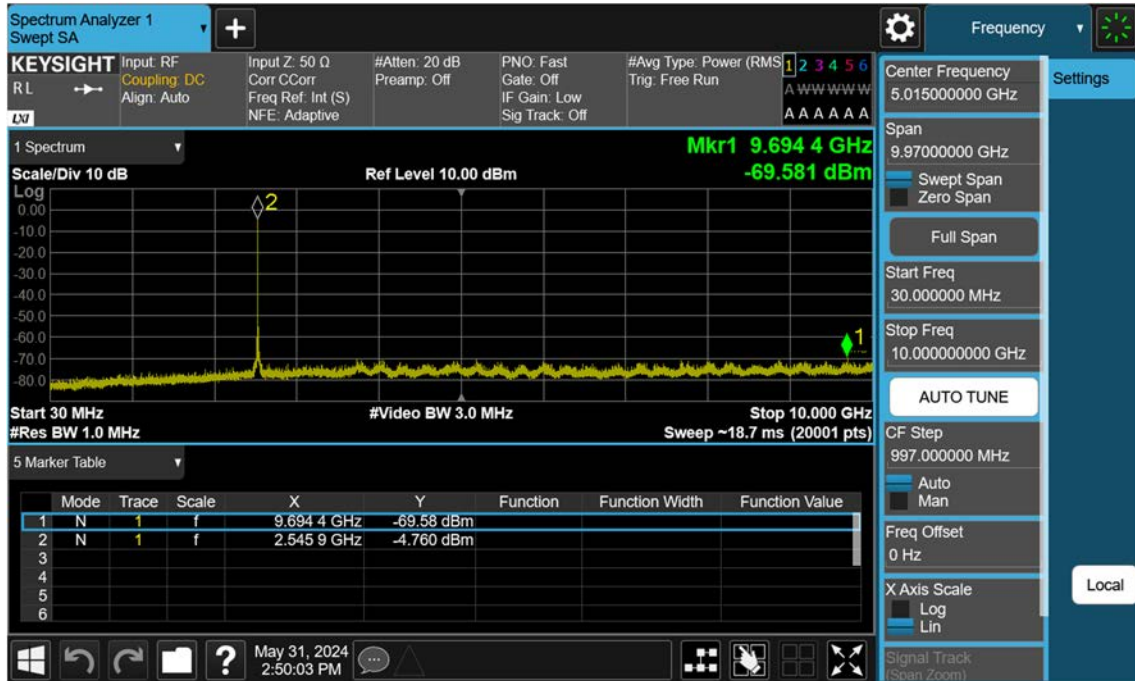 Spectrum Analyzer 1
Swept SA
+
Frequency
KEYSIGHT
R L
LXI
Input: RF
Coupling: DC
Align: Auto
Input Z: 50 Ω
Corr CCorr
Freq Ref: Int (S)
NFE: Adaptive
#Atten: 20 dB
Preamp: Off
PNO: Fast
Gate: Off
IF Gain: Low
Sig Track: Off
#Avg Type: Power (RMS
Trig: Free Run
1 2 3 4 5 6
A W W W W W
A A A A A A
1 Spectrum
Scale/Div 10 dB
Ref Level 10.00 dBm
Mkr1 9.694 4 GHz
-69.581 dBm
Log
0.00
-10.0
-20.0
-30.0
-40.0
-50.0
-60.0
-70.0
-80.0
2
1
Start 30 MHz
#Video BW 3.0 MHz
Stop 10.000 GHz
#Res BW 1.0 MHz
Sweep ~18.7 ms (20001 pts)
5 Marker Table
Mode Trace Scale X Y Function Function Width Function Value
1 N 1 f 9.694 4 GHz -69.58 dBm
2 N 1 f 2.545 9 GHz -4.760 dBm
3
4
5
6
?
May 31, 2024
2:50:03 PM
Center Frequency
5.015000000 GHz
Settings
Span
9.97000000 GHz
Swept Span
Zero Span
Full Span
Start Freq
30.000000 MHz
Stop Freq
10.000000000 GHz
AUTO TUNE
CF Step
997.000000 MHz
Auto
Man
Freq Offset
0 Hz
X Axis Scale
Log
Lin
Local
Signal Track
(Span Zoom)